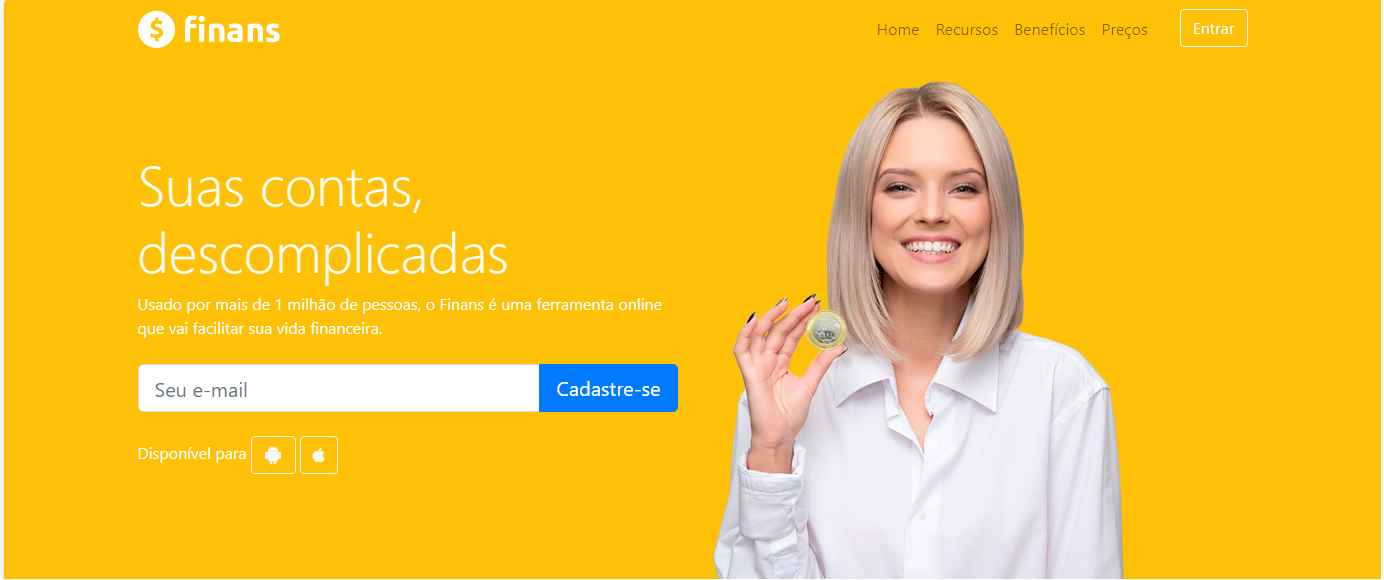 finans
Home Recursos Benefícios Preços Entrar
Suas contas,
descomplicadas
Usado por mais de 1 milhão de pessoas, o Finans é uma ferramenta online
que vai facilitar sua vida financeira.
Seu e-mail Cadastre-se
Disponível para